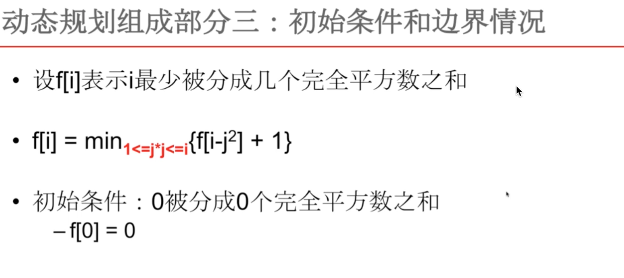 动态规划组成部分三：初始条件和边界情况
• 设f[i]表示i最少被分成几个完全平方数之和
• f[i] = min1<=j*j<=i{f[i-j²] + 1}
• 初始条件：0被分成0个完全平方数之和
– f[0] = 0